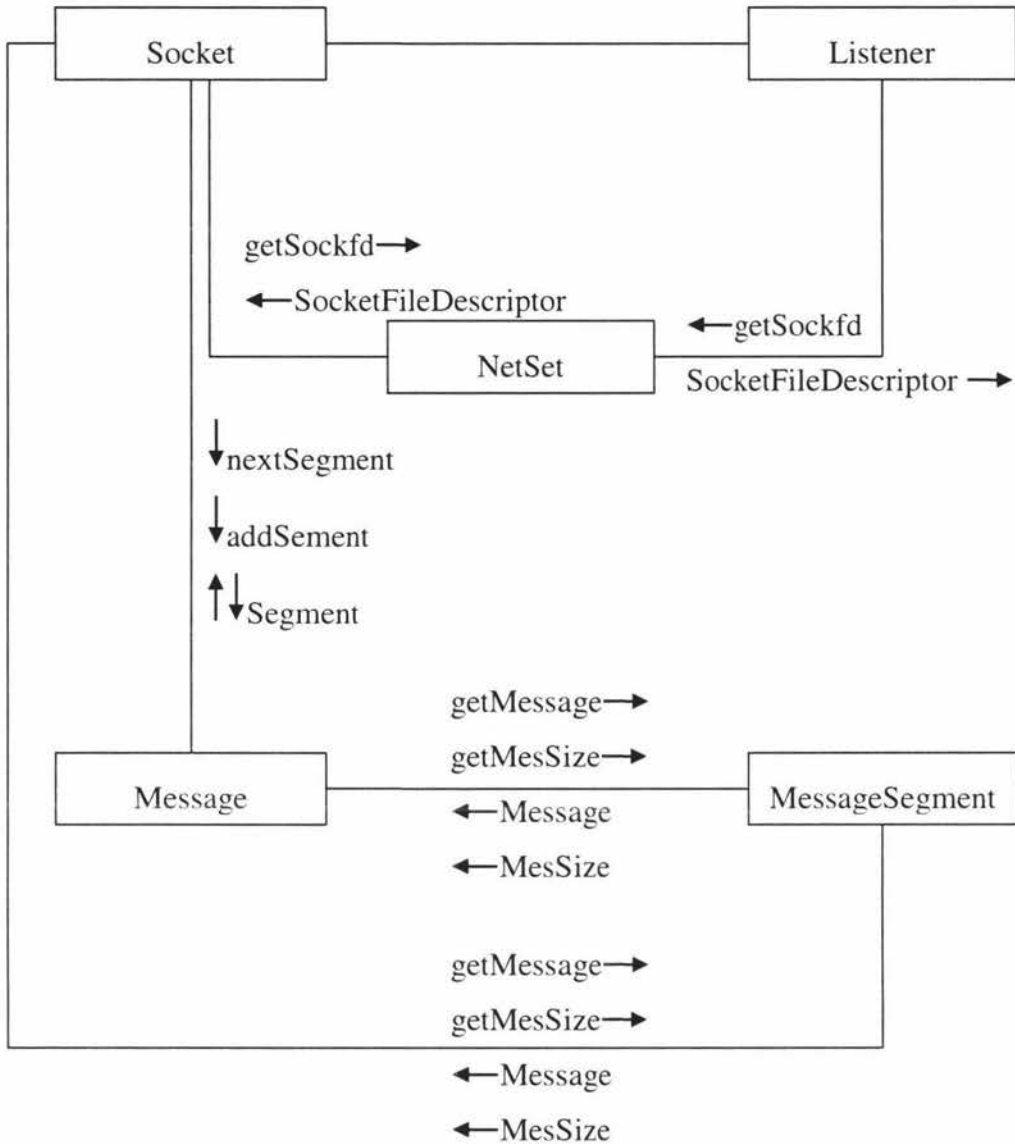 Socket
Listener
getSockfd
SocketFileDescriptor
getSockfd
NetSet
SocketFileDescriptor
nextSegment
addSement
Segment
getMessage
getMesSize
Message
MessageSegment
Message
MesSize
getMessage
getMesSize
Message
MesSize